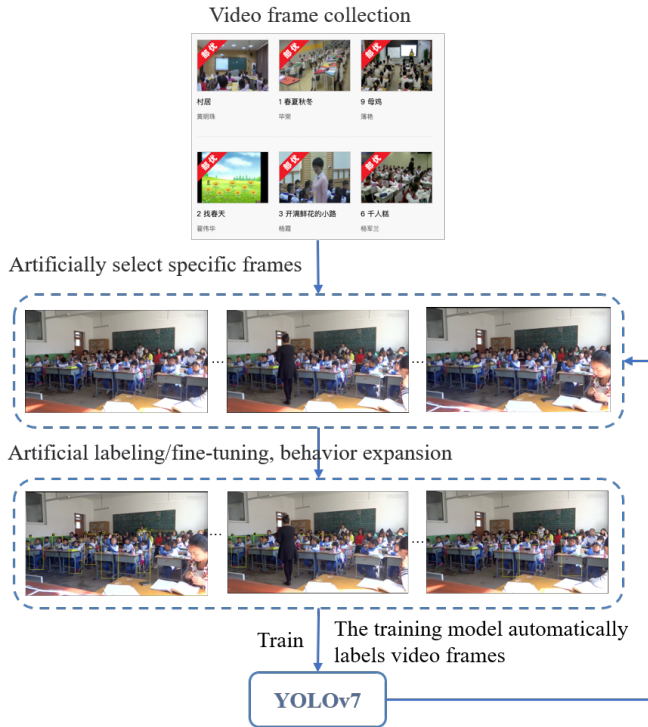 Video frame collection
部优 部优 部优
村居 1 春夏秋冬 9 母鸡
黄明珠 毕荣 薄艳
部优 部优 部优
2 找春天 3 开满鲜花的小路 6 千人糕
翟伟华 杨霞 杨军兰
Artificially select specific frames
... ...
Artificial labeling/fine-tuning, behavior expansion
... ...
Train
The training model automatically
labels video frames
YOLOv7